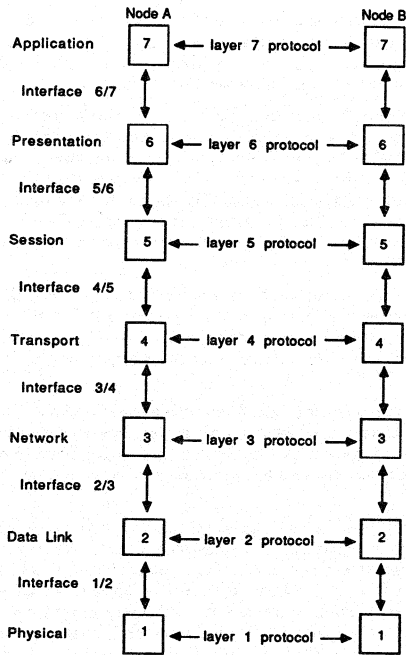 Node A Node B
Application 7 layer 7 protocol 7
Interface 6/7
Presentation 6 layer 6 protocol 6
Interface 5/6
Session 5 layer 5 protocol 5
Interface 4/5
Transport 4 layer 4 protocol 4
Interface 3/4
Network 3 layer 3 protocol 3
Interface 2/3
Data Link 2 layer 2 protocol 2
Interface 1/2
Physical 1 layer 1 protocol 1